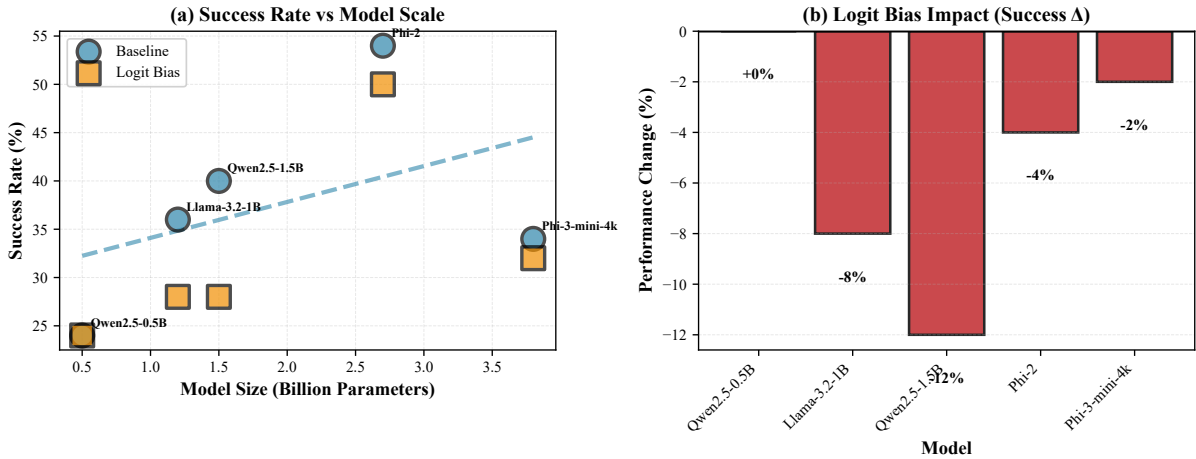 (a) Success Rate vs Model Scale
Baseline
Logit Bias
Phi-2
Qwen2.5-1.5B
Llama-3.2-1B
Phi-3-mini-4k
Qwen2.5-0.5B
55
50
45
40
35
30
25
Success Rate (%)
0.5
1.0
1.5
2.0
2.5
3.0
3.5
Model Size (Billion Parameters)
(b) Logit Bias Impact (Success Δ)
0
−2
−4
−6
−8
−10
−12
Performance Change (%)
+0%
-8%
-12%
-4%
-2%
Qwen2.5-0.5B
Llama-3.2-1B
Qwen2.5-1.5B
Phi-2
Phi-3-mini-4k
Model